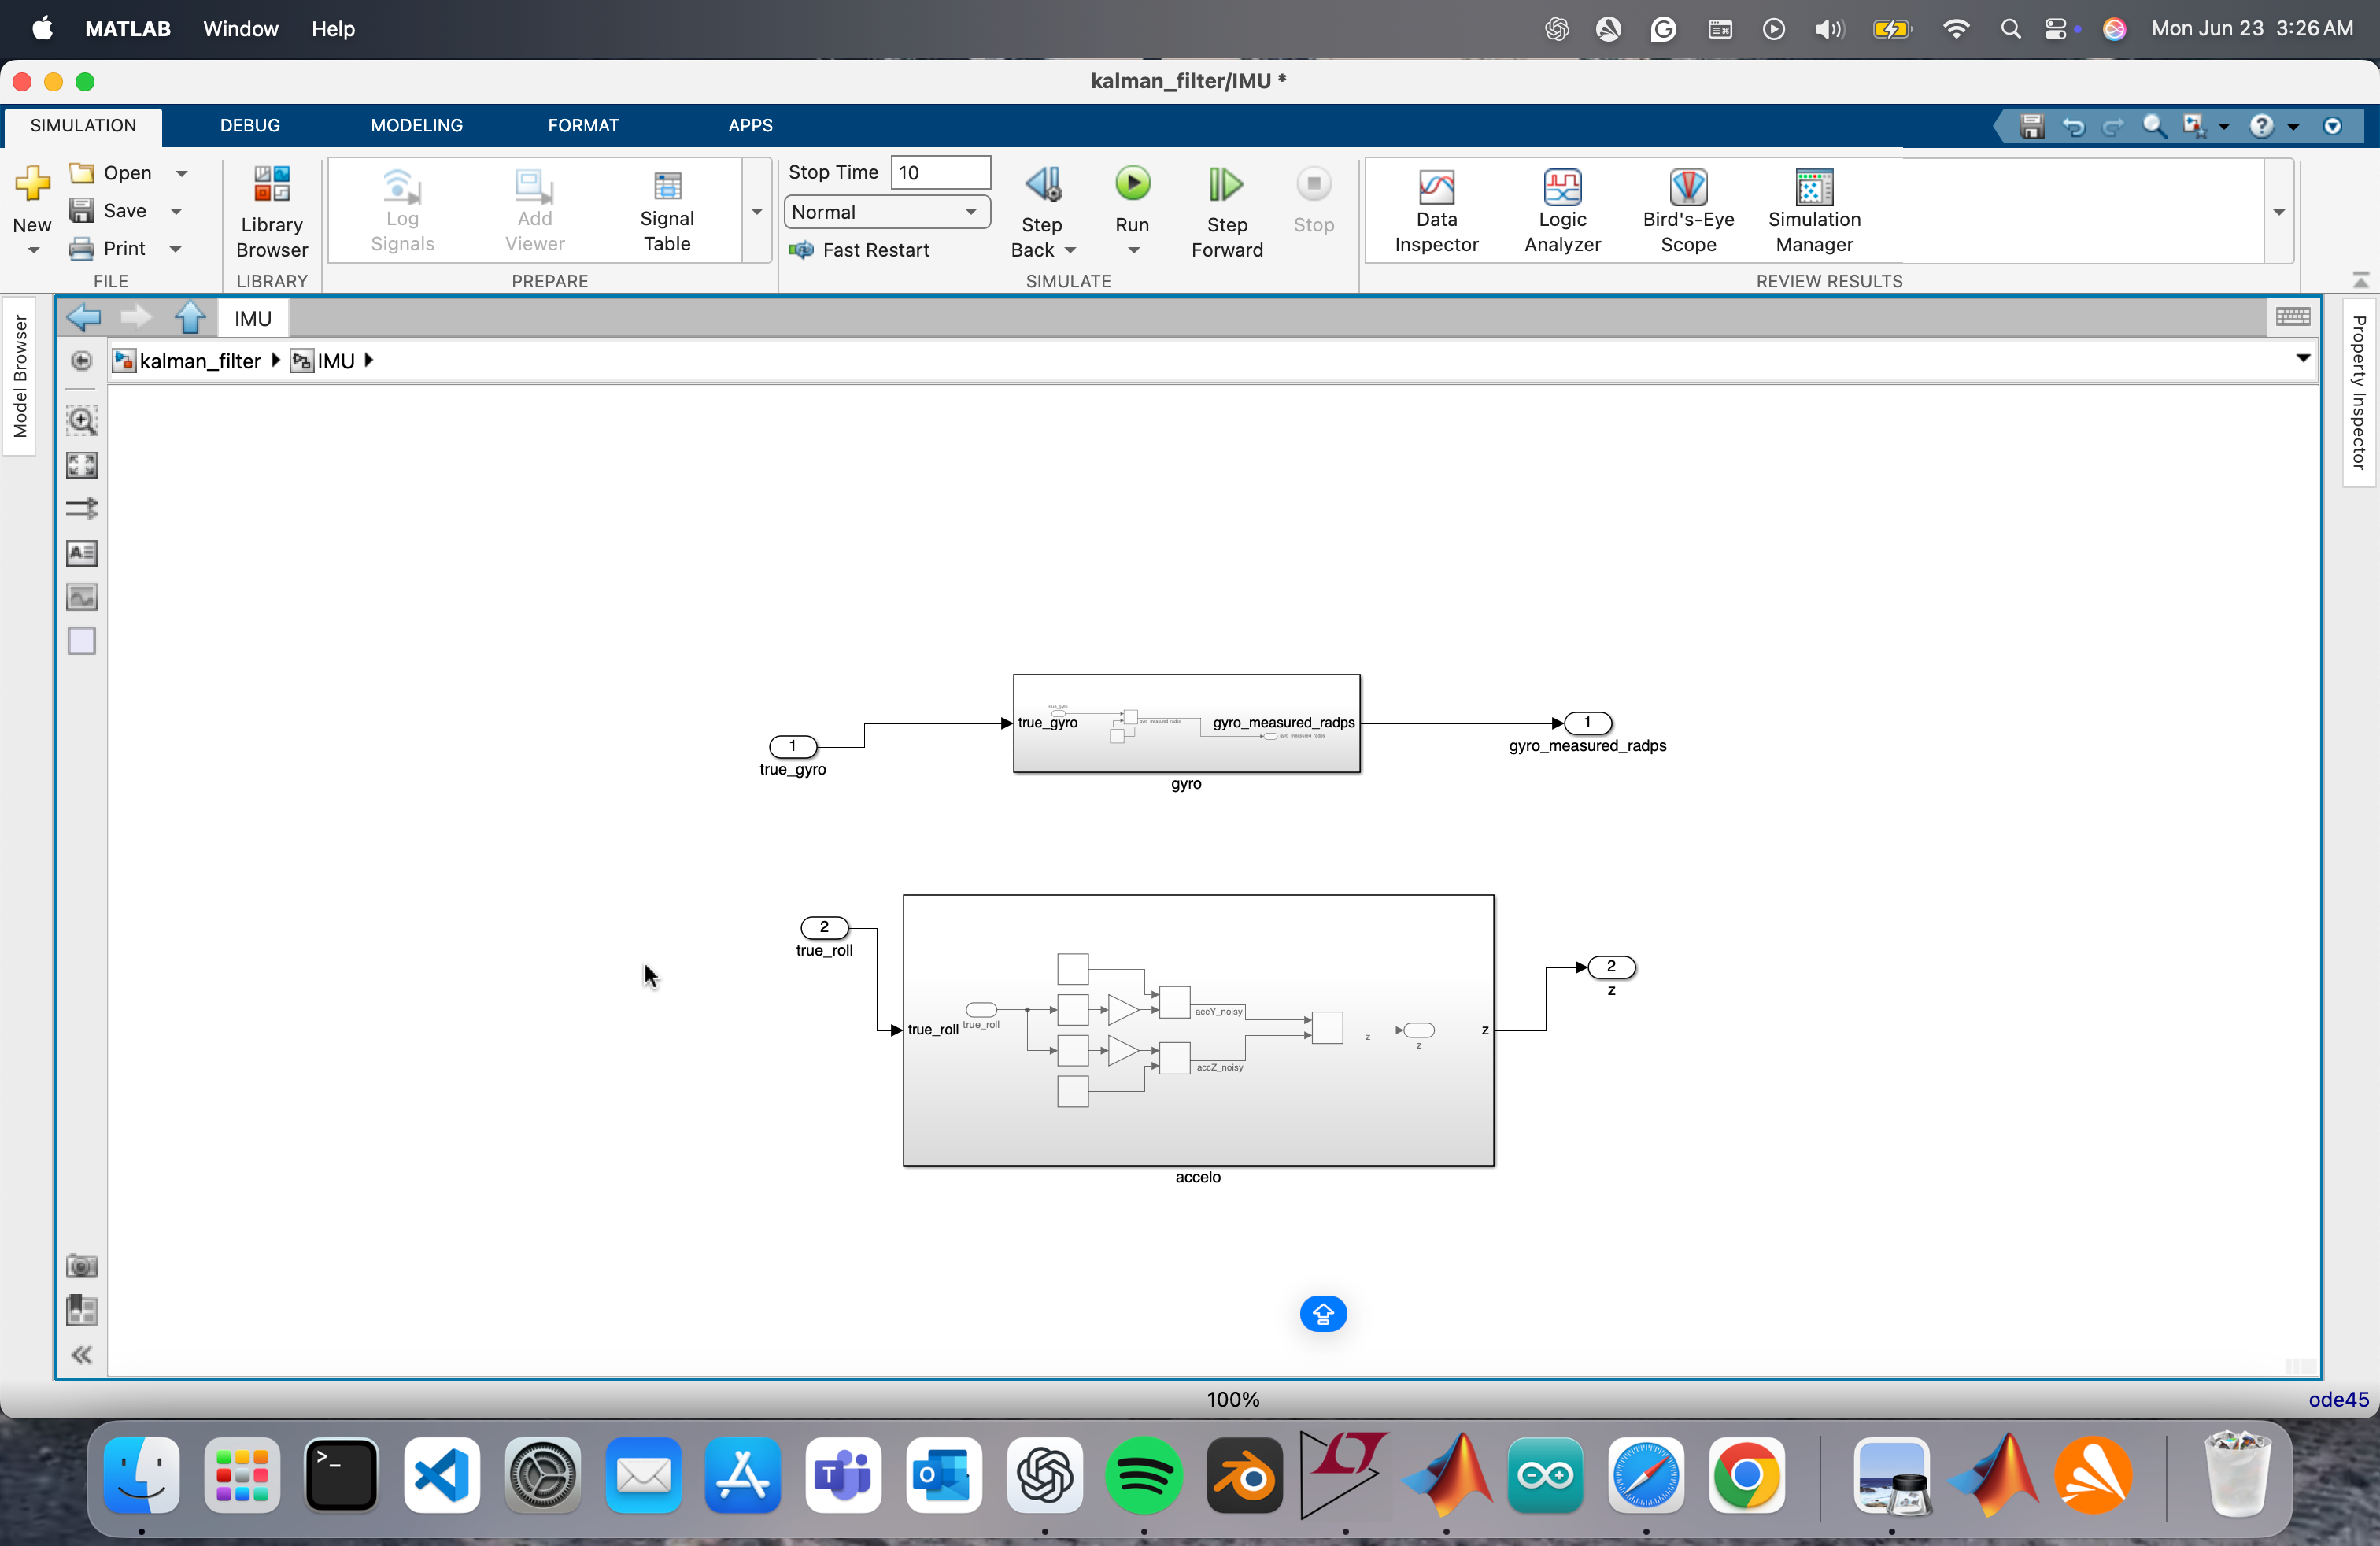 MATLAB Window Help
Mon Jun 23 3:26 AM
kalman_filter/IMU *
SIMULATION DEBUG MODELING FORMAT APPS
New
Open
Save
Print
FILE
Library
Browser
LIBRARY
Log
Signals
Add
Viewer
Signal
Table
PREPARE
Stop Time 10
Normal
Fast Restart
Step
Back
Run
Step
Forward
Stop
SIMULATE
Data
Inspector
Logic
Analyzer
Bird's-Eye
Scope
Simulation
Manager
REVIEW RESULTS
Model Browser
Property Inspector
IMU
kalman_filter IMU
1
true_gyro
true_gyro
true_gyro
gyro_measured_radps
gyro_measured_radps
gyro_measured_radps
gyro
1
gyro_measured_radps
2
true_roll
true_roll
true_roll
accY_noisy
accZ_noisy
z
z
z
accelo
2
z
100%
ode45
>_
T
O